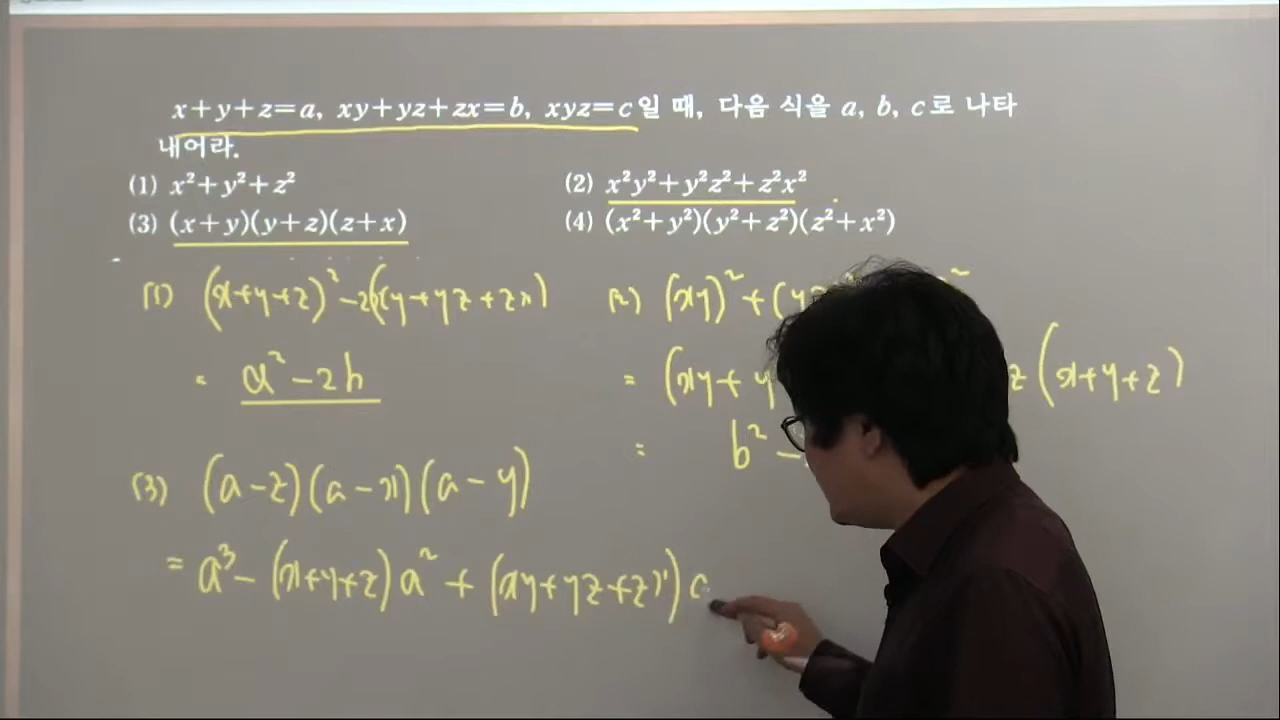 x+y+z=a, xy+yz+zx=b, xyz=c일 때, 다음 식을 a, b, c로 나타
내어라.
(1) x²+y²+z²
(2) x²y²+y²z²+z²x²
(3) (x+y)(y+z)(z+x)
(4) (x²+y²)(y²+z²)(z²+x²)
(1) (x+y+z)²-2(xy+yz+zx)
= a²-2b
(2) (xy)²+(yz
= (xy+y z(x+y+z)
= b²-
(3) (a-z)(a-x)(a-y)
= a³-(x+y+z)a²+(xy+yz+zx)